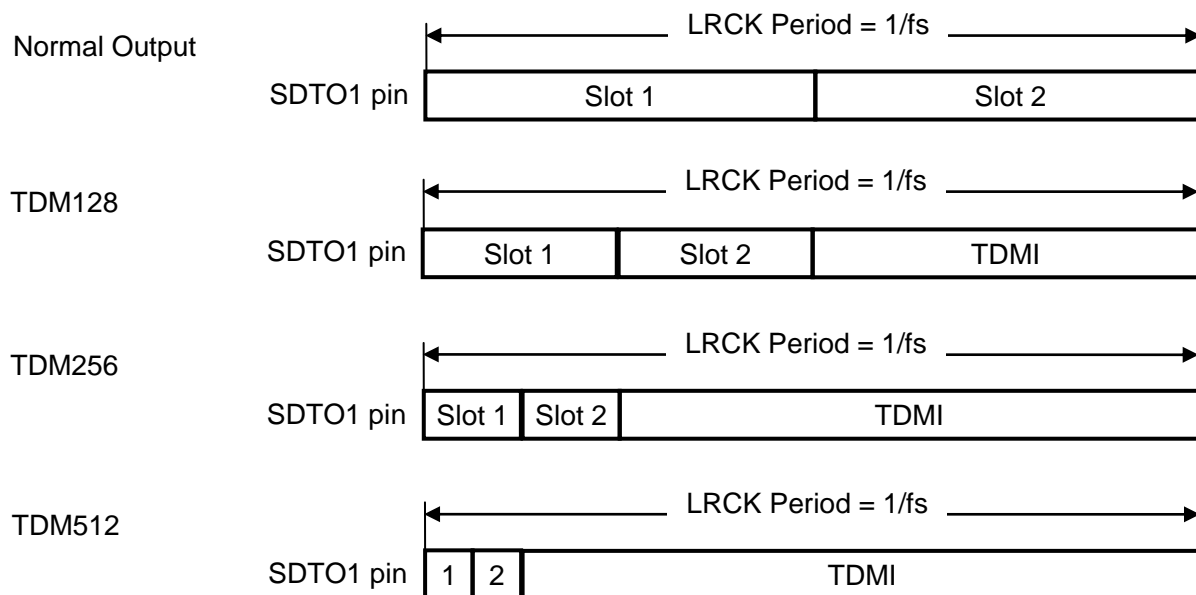 Normal Output
LRCK Period = 1/fs
SDTO1 pin
Slot 1
Slot 2
TDM128
LRCK Period = 1/fs
SDTO1 pin
Slot 1
Slot 2
TDMI
TDM256
LRCK Period = 1/fs
SDTO1 pin
Slot 1
Slot 2
TDMI
TDM512
LRCK Period = 1/fs
SDTO1 pin
1
2
TDMI